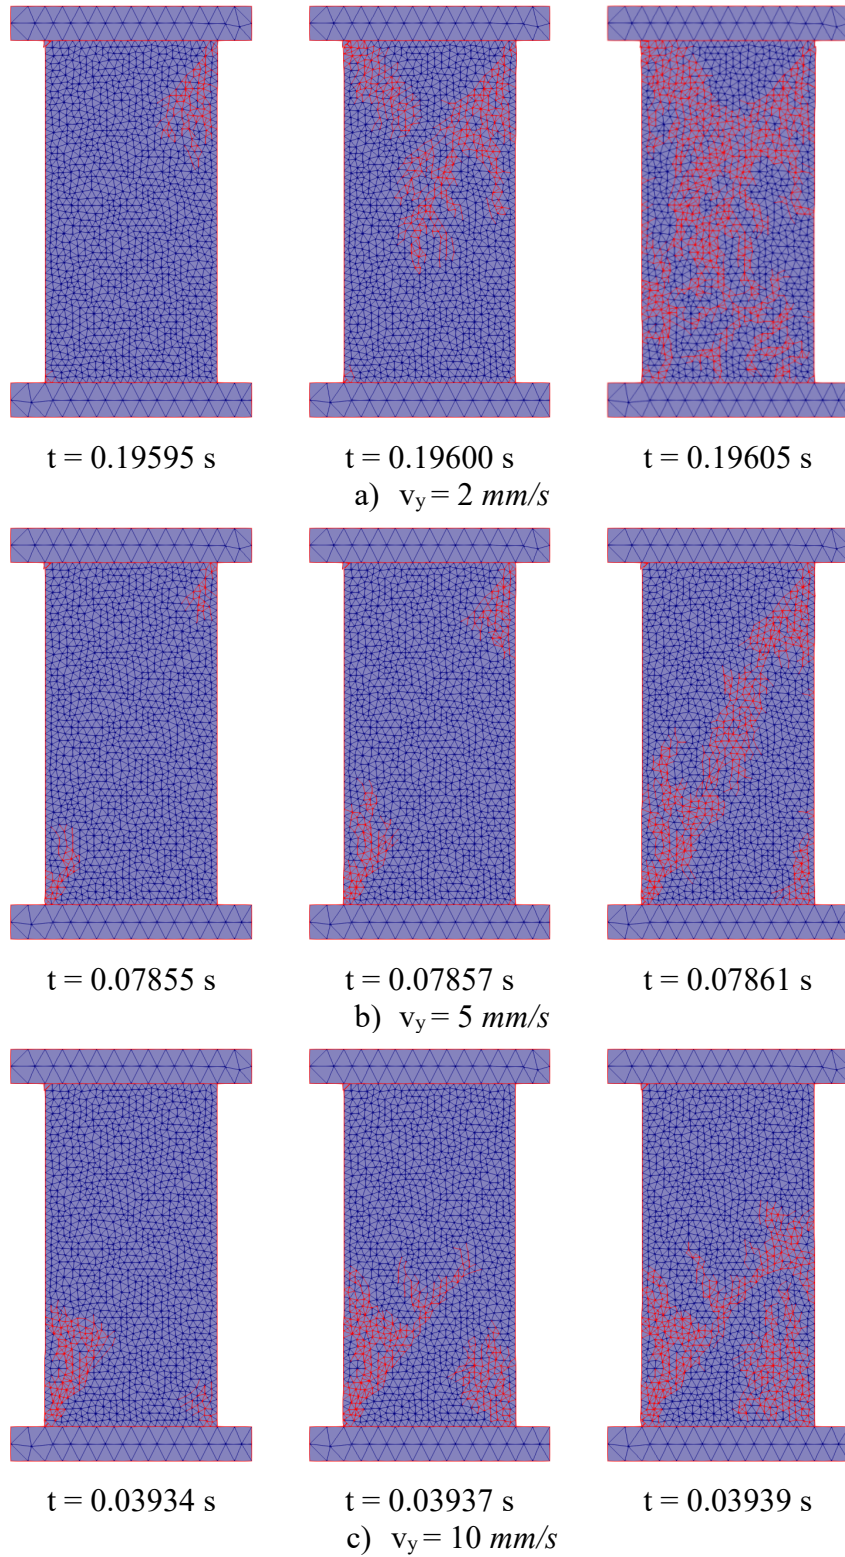 t = 0.19595 s t = 0.19600 s t = 0.19605 s
a) vy = 2 mm/s
t = 0.07855 s t = 0.07857 s t = 0.07861 s
b) vy = 5 mm/s
t = 0.03934 s t = 0.03937 s t = 0.03939 s
c) vy = 10 mm/s